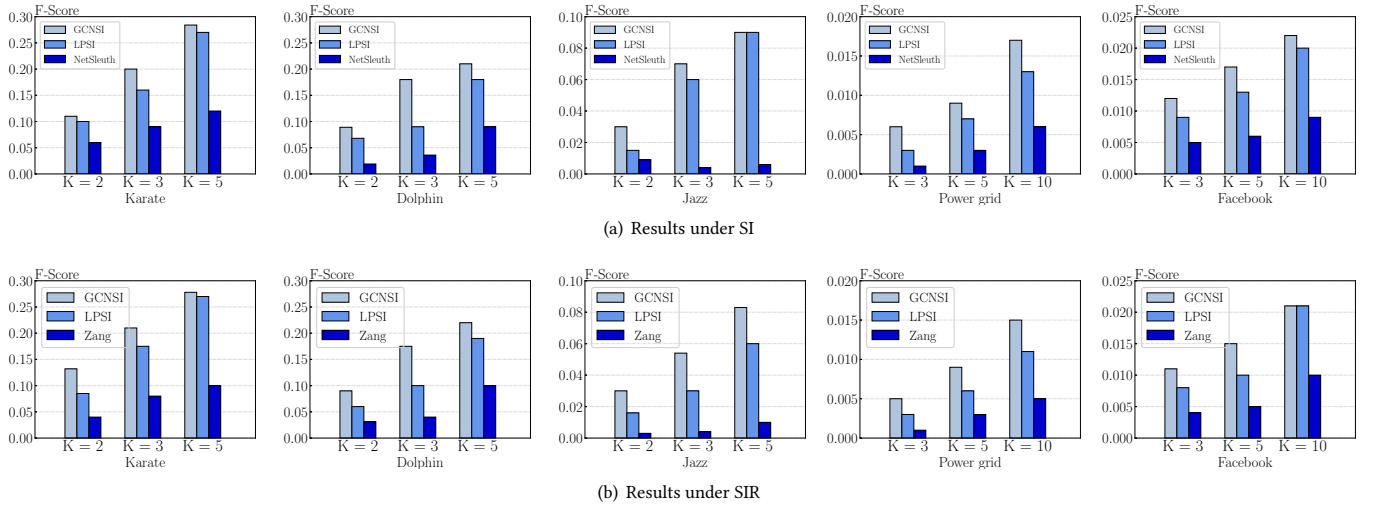 F-Score
0.30
0.25
0.20
0.15
0.10
0.05
0.00
GCNSI
LPSI
NetSleuth
K = 2 K = 3 K = 5
Karate
F-Score
0.30
0.25
0.20
0.15
0.10
0.05
0.00
GCNSI
LPSI
NetSleuth
K = 2 K = 3 K = 5
Dolphin
F-Score
0.10
0.08
0.06
0.04
0.02
0.00
GCNSI
LPSI
NetSleuth
K = 2 K = 3 K = 5
Jazz
F-Score
0.020
0.015
0.010
0.005
0.000
GCNSI
LPSI
NetSleuth
K = 3 K = 5 K = 10
Power grid
F-Score
0.025
0.020
0.015
0.010
0.005
0.000
GCNSI
LPSI
NetSleuth
K = 3 K = 5 K = 10
Facebook
(a) Results under SI
F-Score
0.30
0.25
0.20
0.15
0.10
0.05
0.00
GCNSI
LPSI
Zang
K = 2 K = 3 K = 5
Karate
F-Score
0.30
0.25
0.20
0.15
0.10
0.05
0.00
GCNSI
LPSI
Zang
K = 2 K = 3 K = 5
Dolphin
F-Score
0.10
0.08
0.06
0.04
0.02
0.00
GCNSI
LPSI
Zang
K = 2 K = 3 K = 5
Jazz
F-Score
0.020
0.015
0.010
0.005
0.000
GCNSI
LPSI
Zang
K = 3 K = 5 K = 10
Power grid
F-Score
0.025
0.020
0.015
0.010
0.005
0.000
GCNSI
LPSI
Zang
K = 3 K = 5 K = 10
Facebook
(b) Results under SIR